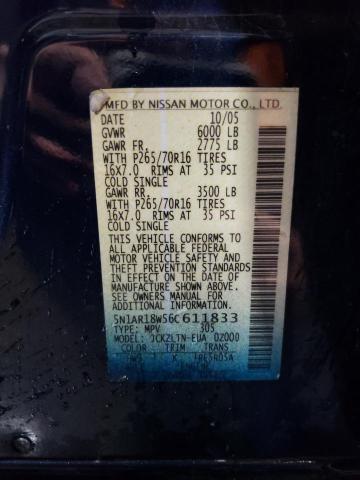 MFD BY NISSAN MOTOR CO., LTD.
DATE 10/05
GVWR 6000 LB
GAWR FR. 2775 LB
WITH P265/70R16 TIRES
16X7.0 RIMS AT 35 PSI
COLD SINGLE
GAWR RR. 3500 LB
WITH P265/70R16 TIRES
16X7.0 RIMS AT 35 PSI
COLD SINGLE
THIS VEHICLE CONFORMS TO
ALL APPLICABLE FEDERAL
MOTOR VEHICLE SAFETY AND
THEFT PREVENTION
STANDARDS IN EFFECT ON
THE DATE OF
MANUFACTURE SHOWN ABOVE.
SEE OWNERS MANUAL FOR
ADDITIONAL INFORMATION.
5N1AR18W56C611833
TYPE: MPV 305
MODEL: JCKZLTN-EUA 02000
COLOR TRIM TRANS
K RE5R05A